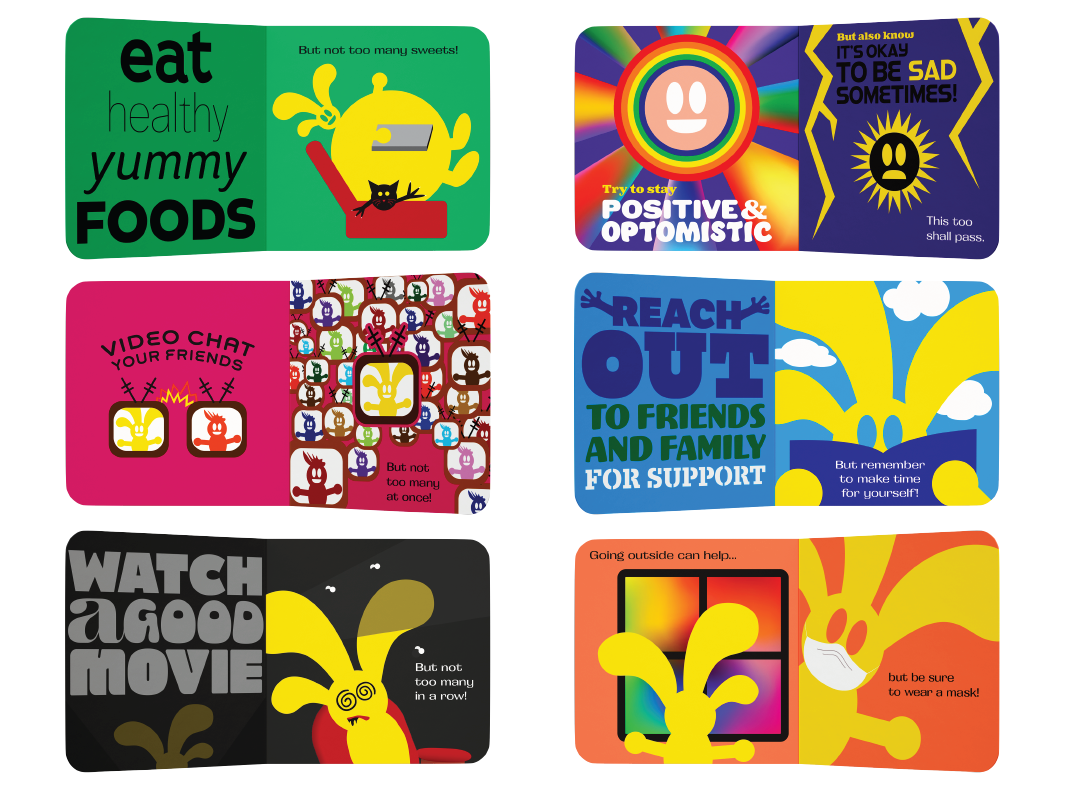 eat
healthy
yummy
FOODS
But not too many sweets!
Try to stay
POSITIVE &
OPTOMISTIC
But also know
IT'S OKAY
TO BE SAD
SOMETIMES!
This too
shall pass.
VIDEO CHAT
YOUR FRIENDS
But not
too many
at once!
REACH
OUT
TO FRIENDS
AND FAMILY
FOR SUPPORT
But remember
to make time
for yourself!
WATCH
a GOOD
MOVIE
But not
too many
in a row!
Going outside can help...
but be sure
to wear a mask!